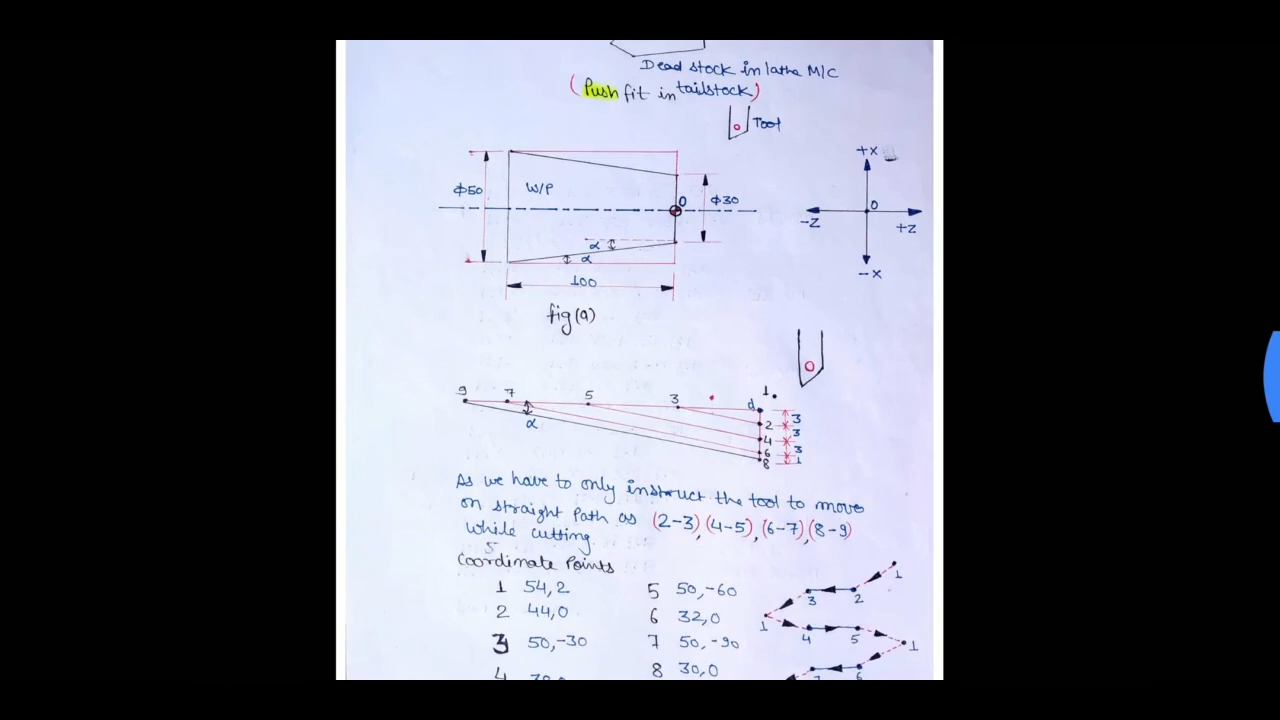 Dead stock in lathe M/C
(Push fit in tailstock)
Tool
+X
Φ50
W/P
O
Φ30
O
-Z
+Z
α
α
-X
100
fig(a)
9
7
5
3
1
d
3
2
3
α
4
3
6
1
8
As we have to only instruct the tool to move
on straight path as (2-3),(4-5),(6-7),(8-9)
while cutting
Coordinate Points
1 54,2
5 50,-60
2 44,0
6 32,0
3 50,-30
7 50,-90
8 30,0
4
1
3
2
1
4
5
1
6